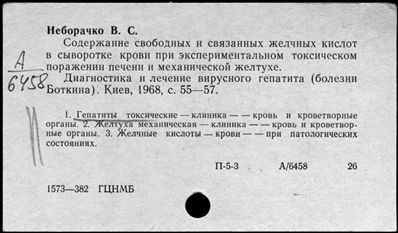 Неборачко В. С.
Содержание свободных и связанных желчных кислот
в сыворотке крови при экспериментальном токсическом
поражении печени и механической желтухе.
А
6458
Диагностика и лечение вирусного гепатита (болезни
Боткина). Киев, 1968, с. 55—57.
1. Гепатиты токсические — клиника — — кровь и кроветворные
органы. 2. Желтуха механическая — клиника — — кровь и кроветвор-
ные органы. 3. Желчные кислоты — крови — — при патологических
состояниях.
П-5-3 А/6458 26
1573—382 ГЦНМБ